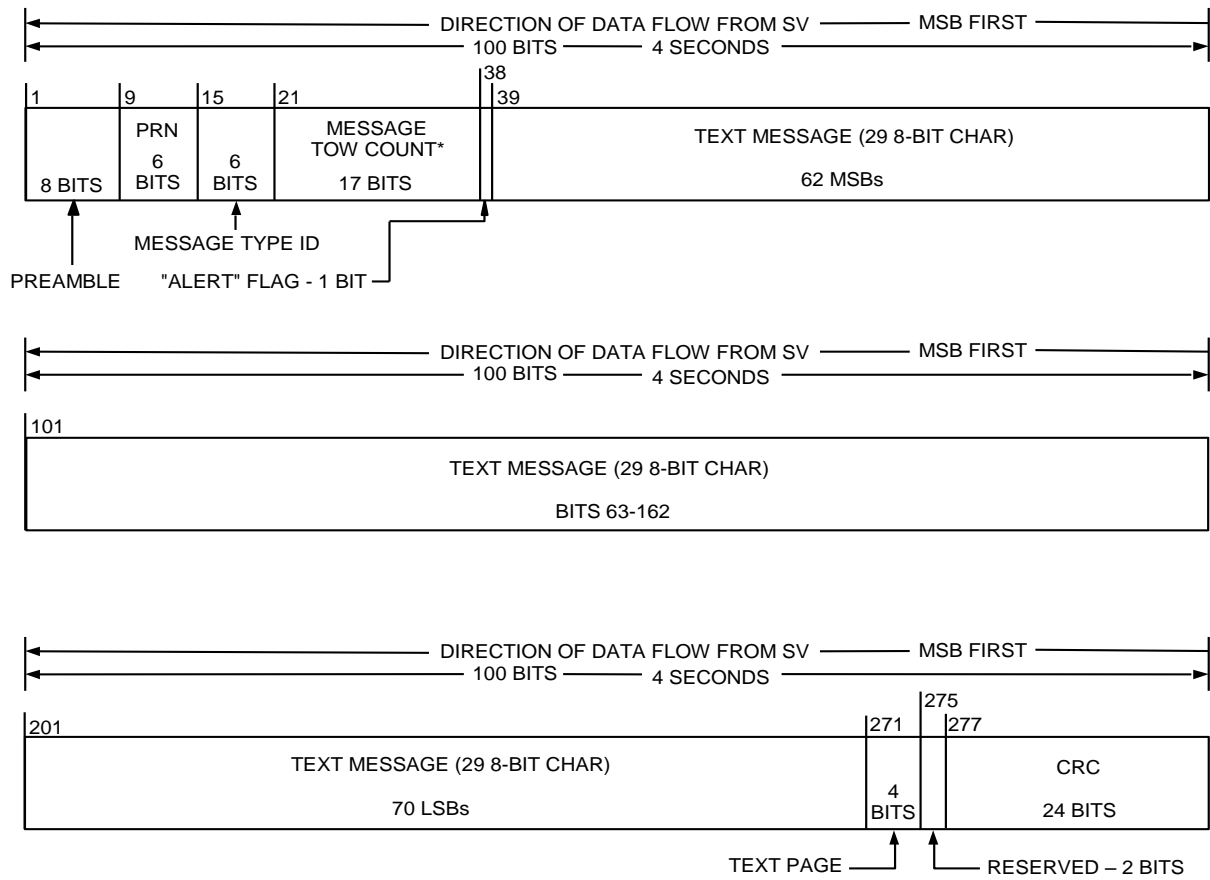 DIRECTION OF DATA FLOW FROM SV MSB FIRST
100 BITS 4 SECONDS
38
1 9 15 21 39
PRN
6
BITS
MESSAGE
TOW COUNT*
17 BITS
TEXT MESSAGE (29 8-BIT CHAR)
62 MSBs
8 BITS
6
BITS
MESSAGE TYPE ID
PREAMBLE
"ALERT" FLAG - 1 BIT
DIRECTION OF DATA FLOW FROM SV MSB FIRST
100 BITS 4 SECONDS
101
TEXT MESSAGE (29 8-BIT CHAR)
BITS 63-162
DIRECTION OF DATA FLOW FROM SV MSB FIRST
100 BITS 4 SECONDS
275
201 271 277
TEXT MESSAGE (29 8-BIT CHAR)
70 LSBs
4
BITS
CRC
24 BITS
TEXT PAGE
RESERVED – 2 BITS